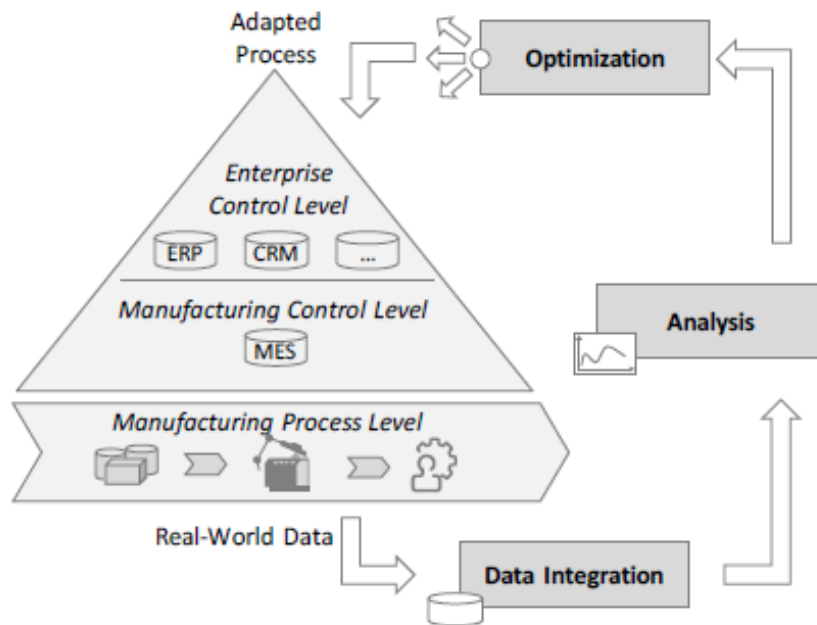 Adapted
Process
Optimization
Enterprise
Control Level
ERP
CRM
...
Manufacturing Control Level
MES
Analysis
Manufacturing Process Level
Real-World Data
Data Integration